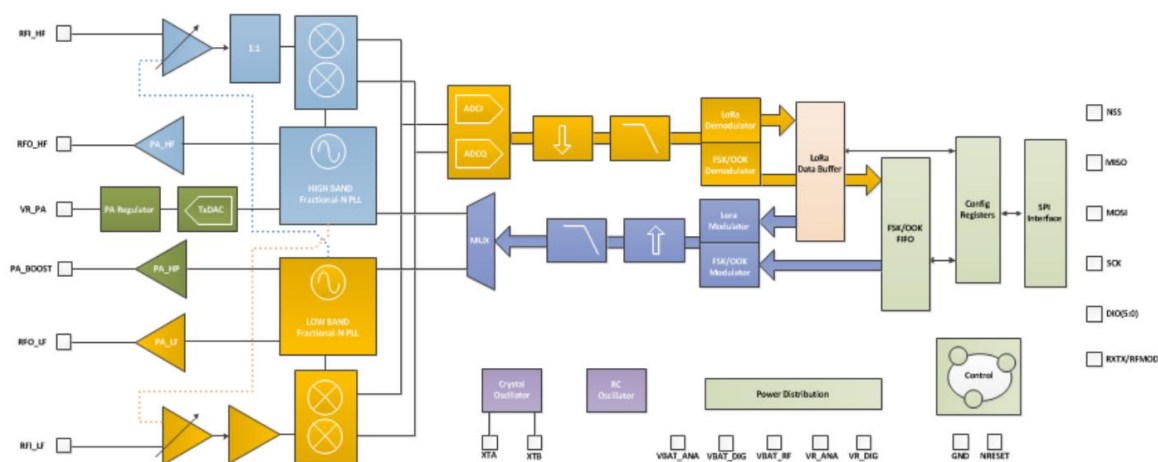 RFI_HF
1:1
RFO_HF
PA_HF
VR_PA
PA Regulator
TxDAC
HIGH BAND
Fractional-N PLL
PA_BOOST
PA_HP
LOW BAND
Fractional-N PLL
RFO_LF
PA_LF
RFI_LF
ADCI
ADCQ
LoRa
Demodulator
FSK/OOK
Demodulator
LoRa
Data Buffer
MUX
Lora
Modulator
FSK/OOK
Modulator
FSK/OOK
FIFO
Config
Registers
SPI
Interface
NSS
MISO
MOSI
SCK
DIO(5:0)
RXTX/RFMOD
Crystal
Oscillator
RC
Oscillator
Power Distribution
Control
XTA
XTB
VBAT_ANA
VBAT_DIG
VBAT_RF
VR_ANA
VR_DIG
GND
NRESET